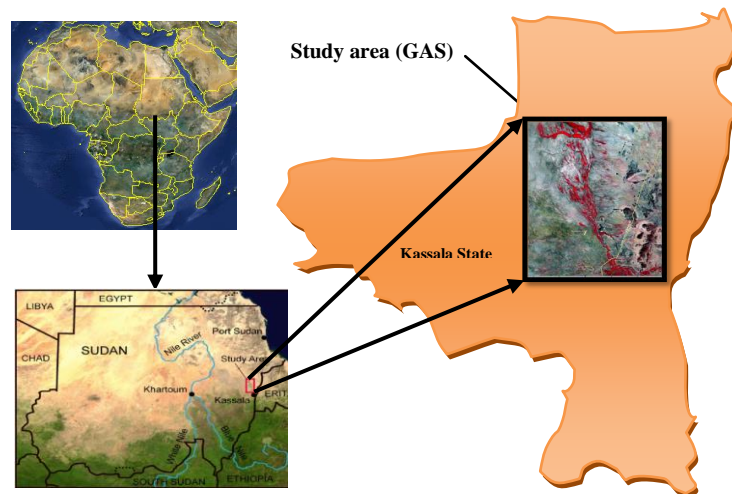 Study area (GAS)
Kassala State
EGYPT
LIBYA
Port Sudan
Nile River
SUDAN
CHAD
Study Area
Khartoum
Kassala
ERIT
White Nile
Blue Nile
SOUTH SUDAN
ETHIOPIA